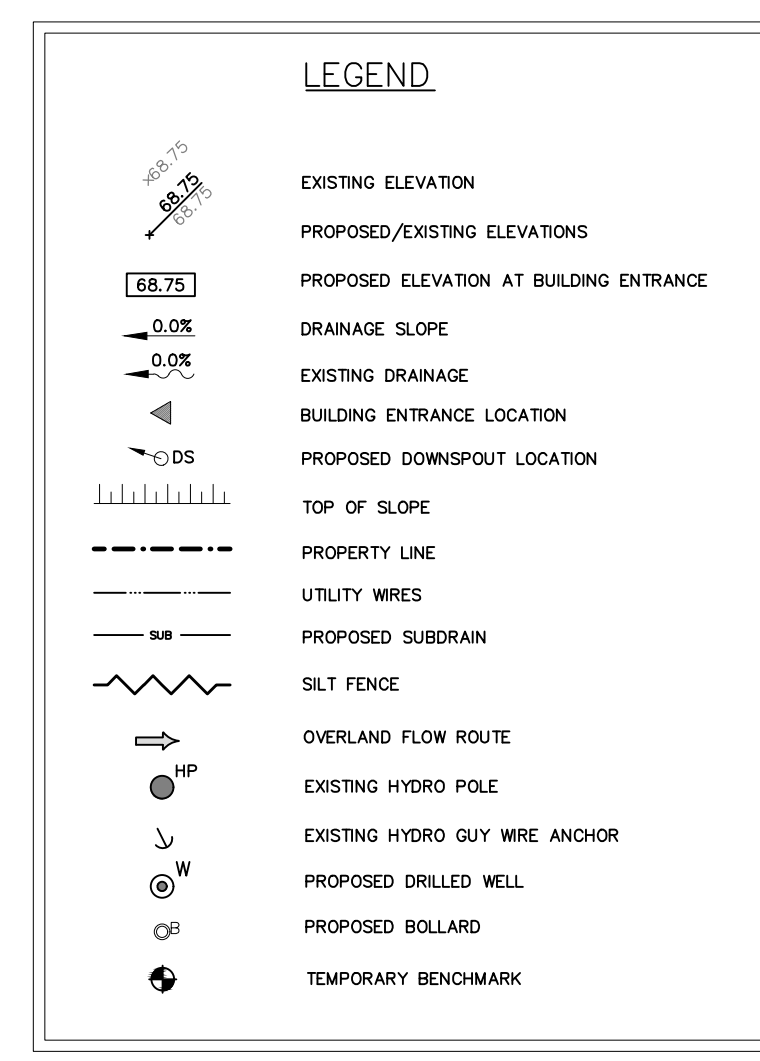 LEGEND
x68.75
EXISTING ELEVATION
68.75
68.75
PROPOSED/EXISTING ELEVATIONS
68.75 PROPOSED ELEVATION AT BUILDING ENTRANCE
0.0% DRAINAGE SLOPE
0.0% EXISTING DRAINAGE
BUILDING ENTRANCE LOCATION
DS PROPOSED DOWNSPOUT LOCATION
TOP OF SLOPE
PROPERTY LINE
UTILITY WIRES
SUB PROPOSED SUBDRAIN
SILT FENCE
OVERLAND FLOW ROUTE
HP EXISTING HYDRO POLE
EXISTING HYDRO GUY WIRE ANCHOR
W PROPOSED DRILLED WELL
B PROPOSED BOLLARD
TEMPORARY BENCHMARK